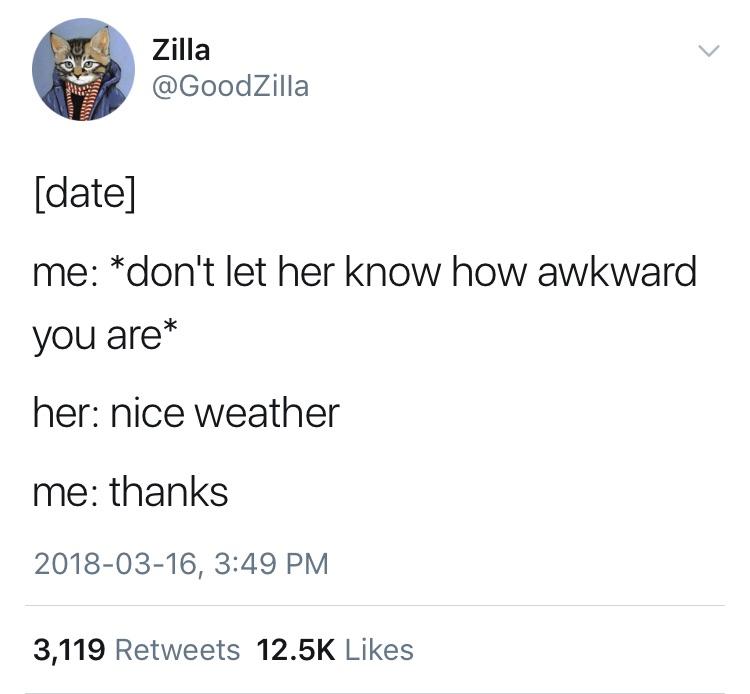 Zilla
@GoodZilla
[date]
me: *don't let her know how awkward
you are*
her: nice weather
me: thanks
2018-03-16, 3:49 PM
3,119 Retweets 12.5K Likes